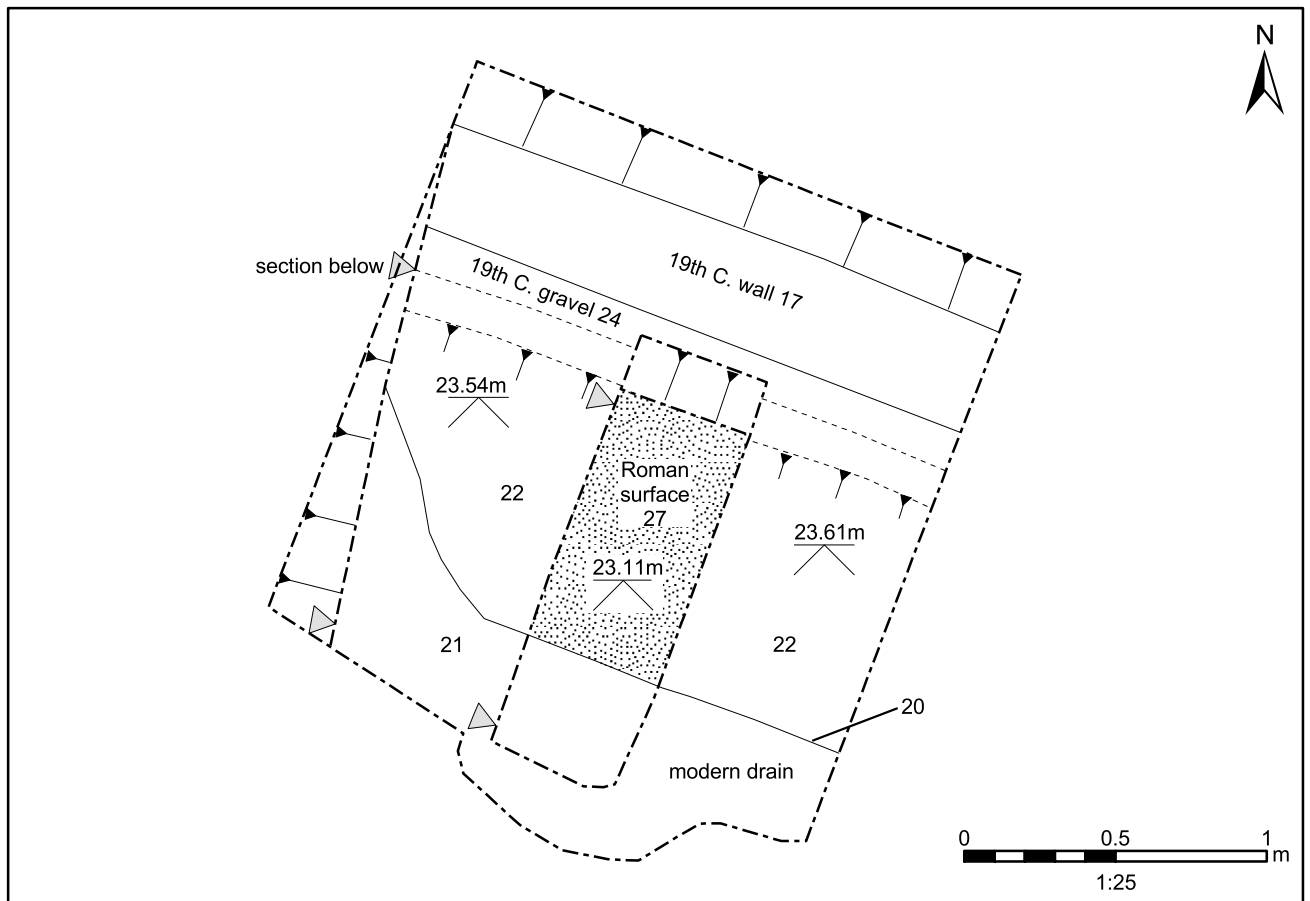 N
section below
19th C. wall 17
19th C. gravel 24
23.54m
Roman
surface
27
22
23.61m
23.11m
21
22
20
modern drain
0 0.5 1
m
1:25